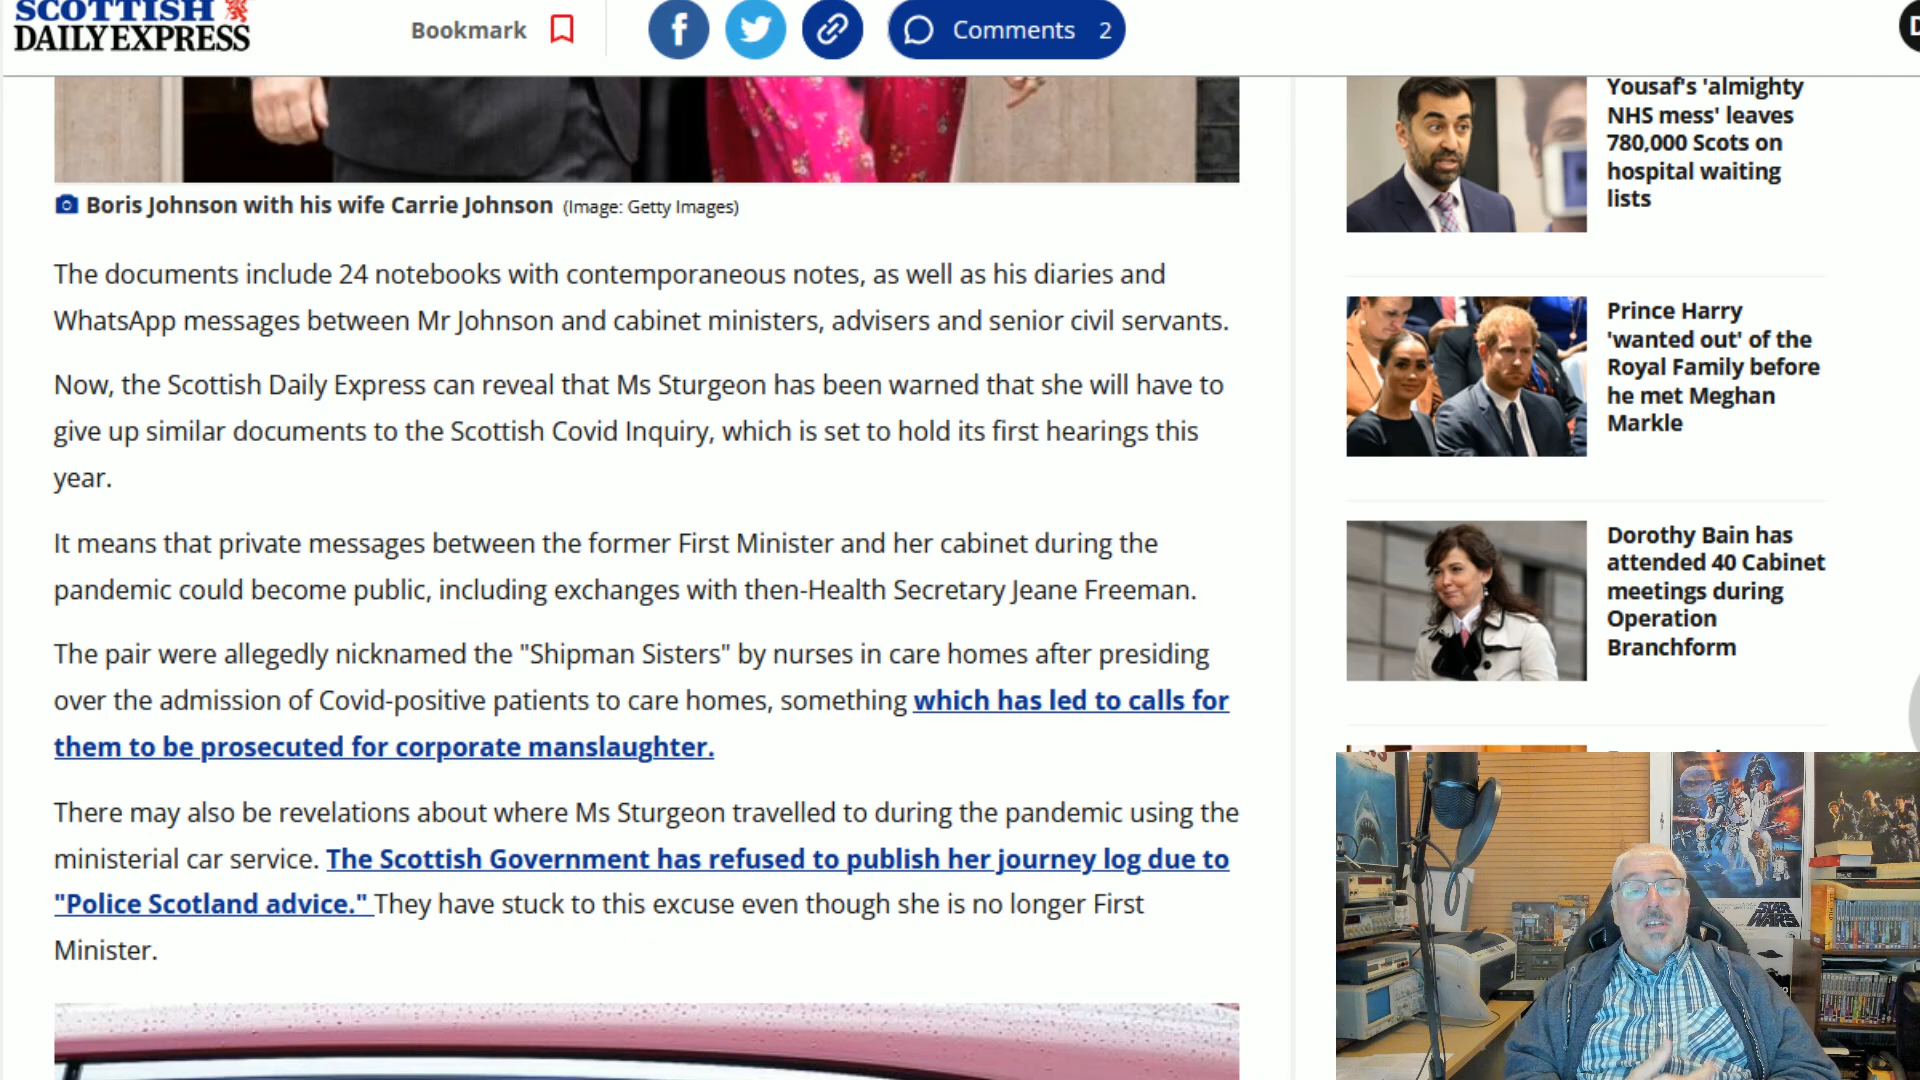 SCOTTISH
DAILY EXPRESS
Bookmark
Comments 2
Boris Johnson with his wife Carrie Johnson (Image: Getty Images)
The documents include 24 notebooks with contemporaneous notes, as well as his diaries and
WhatsApp messages between Mr Johnson and cabinet ministers, advisers and senior civil servants.
Now, the Scottish Daily Express can reveal that Ms Sturgeon has been warned that she will have to
give up similar documents to the Scottish Covid Inquiry, which is set to hold its first hearings this
year.
It means that private messages between the former First Minister and her cabinet during the
pandemic could become public, including exchanges with then-Health Secretary Jeane Freeman.
The pair were allegedly nicknamed the "Shipman Sisters" by nurses in care homes after presiding
over the admission of Covid-positive patients to care homes, something which has led to calls for
them to be prosecuted for corporate manslaughter.
There may also be revelations about where Ms Sturgeon travelled to during the pandemic using the
ministerial car service. The Scottish Government has refused to publish her journey log due to
"Police Scotland advice." They have stuck to this excuse even though she is no longer First
Minister.
Yousaf's 'almighty
NHS mess' leaves
780,000 Scots on
hospital waiting
lists
Prince Harry
'wanted out' of the
Royal Family before
he met Meghan
Markle
Dorothy Bain has
attended 40 Cabinet
meetings during
Operation
Branchform
STAR
WARS